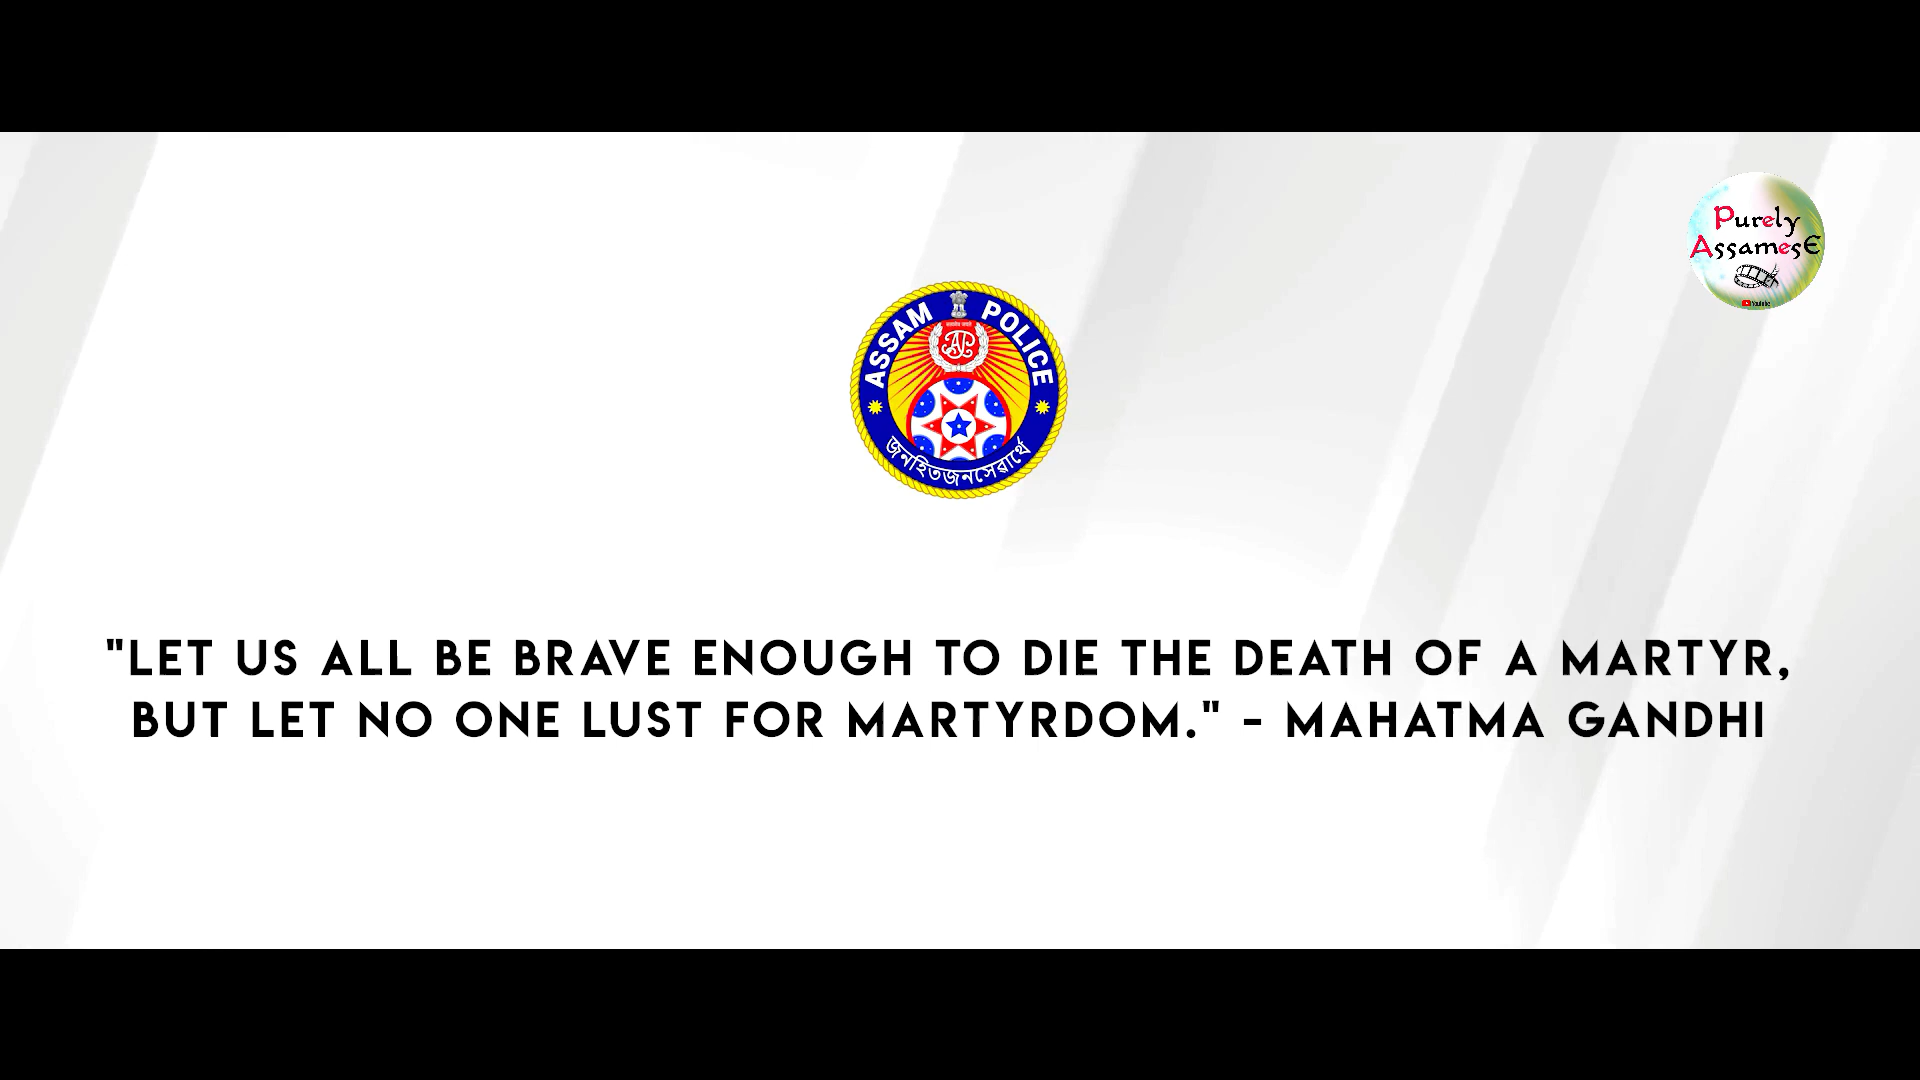 Purely
AssamesE
YouTube
ASSAM POLICE
জনহিতজনসেৱাৰ্থে
"LET US ALL BE BRAVE ENOUGH TO DIE THE DEATH OF A MARTYR,
BUT LET NO ONE LUST FOR MARTYRDOM." - MAHATMA GANDHI